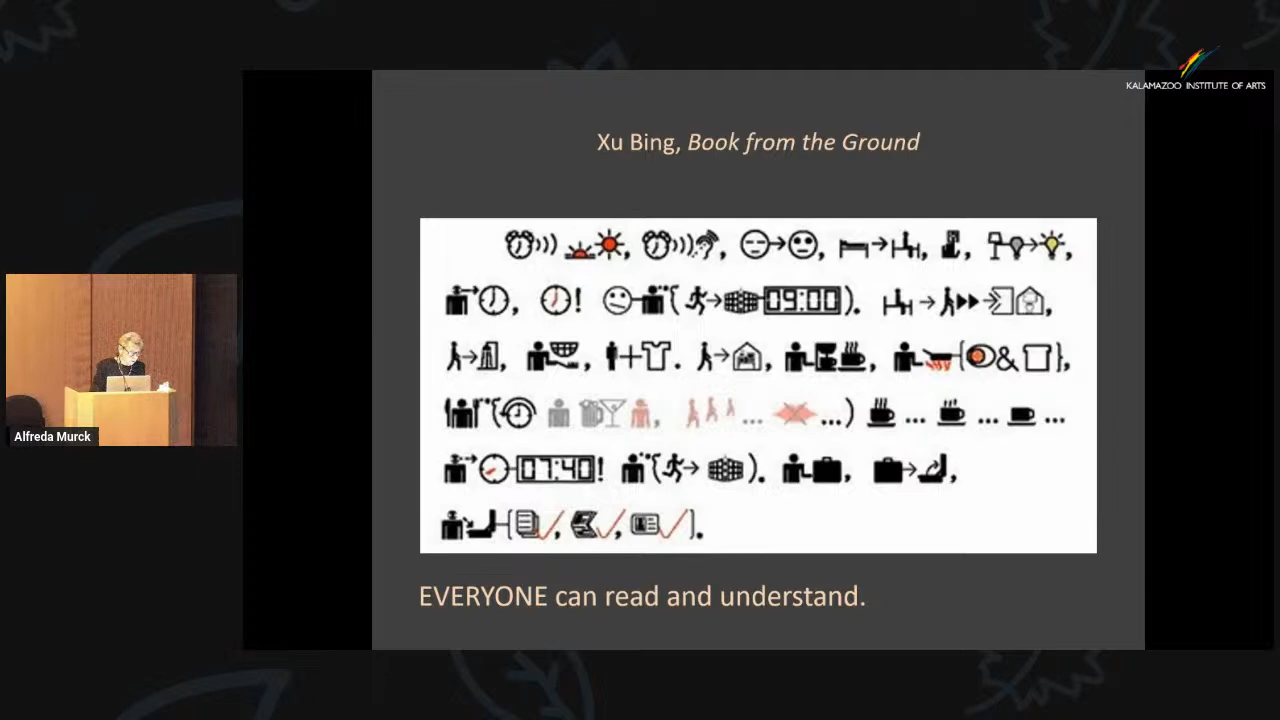 KALAMAZOO INSTITUTE OF ARTS
Xu Bing, Book from the Ground
09:00
&
07:40
EVERYONE can read and understand.
Alfreda Murck